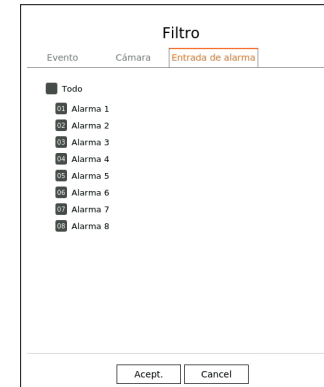 Filtro
Evento Cámara Entrada de alarma
Todo
01 Alarma 1
02 Alarma 2
03 Alarma 3
04 Alarma 4
05 Alarma 5
06 Alarma 6
07 Alarma 7
08 Alarma 8
Acept. Cancel